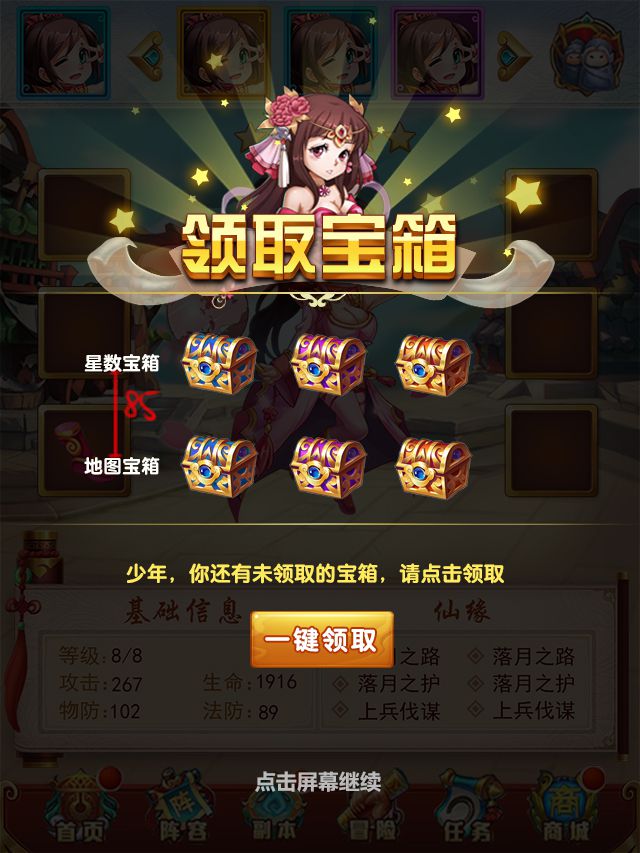 领取宝箱
星数宝箱
85
地图宝箱
少年，你还有未领取的宝箱，请点击领取
基础信息
仙缘
一键领取
等级:8/8
月之路
落月之路
攻击:267
生命:1916
落月之护
落月之护
物防:102
法防:89
上兵伐谋
上兵伐谋
点击屏幕继续
首页
阵容
副本
冒险
任务
商城